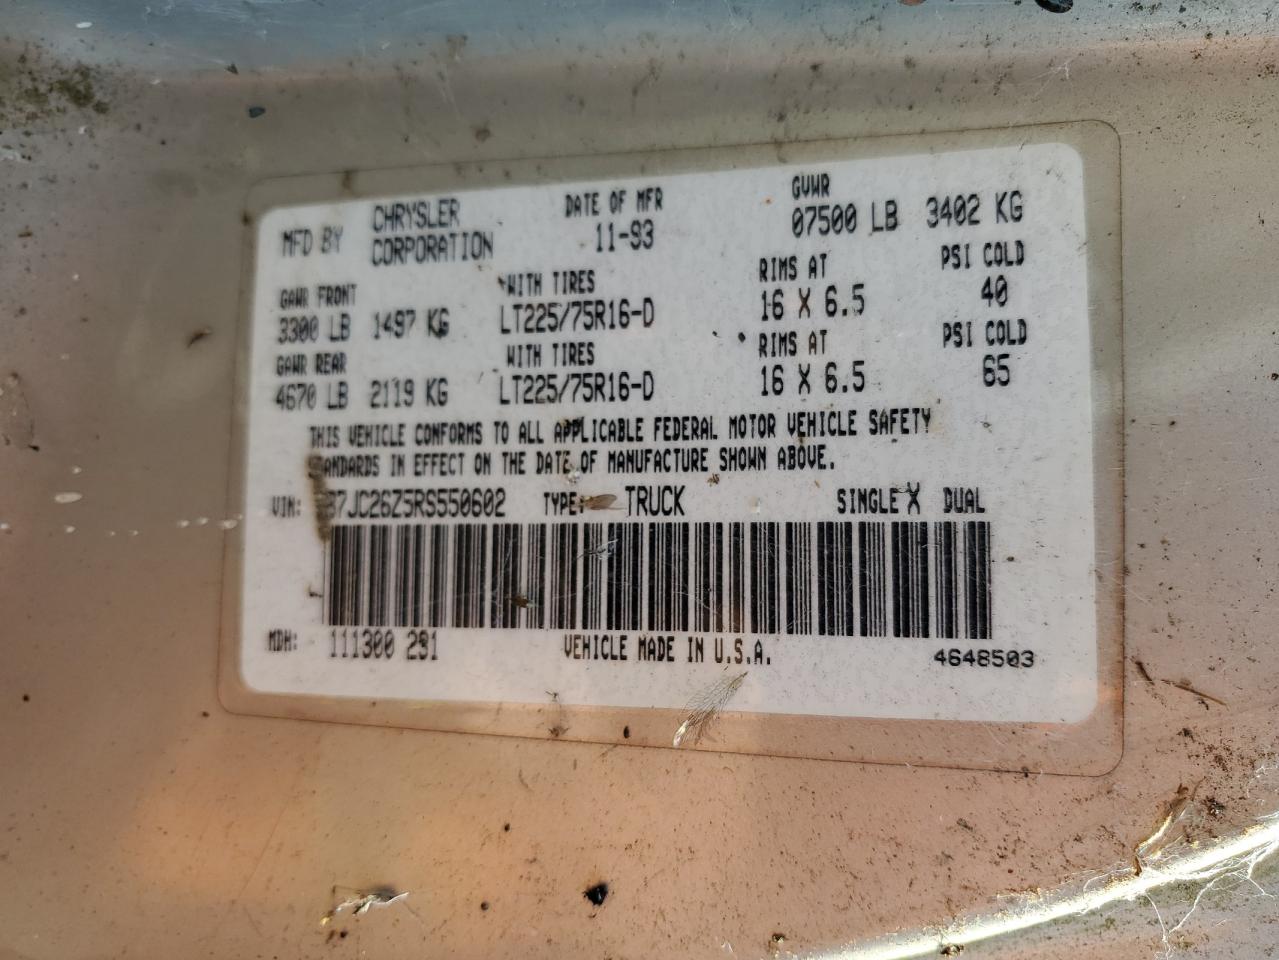 MFD BY CHRYSLER CORPORATION DATE OF MFR 11-93 GVWR 07500 LB 3402 KG
GAWR FRONT WITH TIRES RIMS AT PSI COLD
3300 LB 1497 KG LT225/75R16-D 16 X 6.5 40
GAWR REAR WITH TIRES RIMS AT PSI COLD
4670 LB 2119 KG LT225/75R16-D 16 X 6.5 65
THIS VEHICLE CONFORMS TO ALL APPLICABLE FEDERAL MOTOR VEHICLE SAFETY
STANDARDS IN EFFECT ON THE DATE OF MANUFACTURE SHOWN ABOVE.
VIN: TYPE: TRUCK SINGLE X DUAL
MDH: 111300 291 VEHICLE MADE IN U.S.A. 4648503